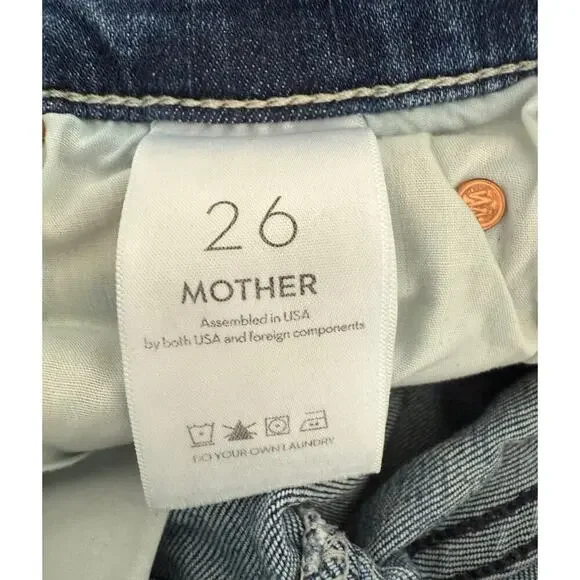 26
MOTHER
Assembled in USA
by both USA and foreign components
DO YOUR OWN LAUNDRY